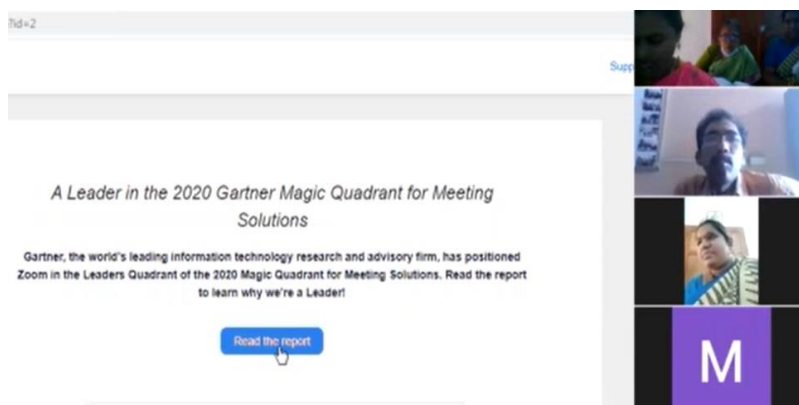 ?id=2
Supp
A Leader in the 2020 Gartner Magic Quadrant for Meeting
Solutions
Gartner, the world's leading information technology research and advisory firm, has positioned
Zoom in the Leaders Quadrant of the 2020 Magic Quadrant for Meeting Solutions. Read the report
to learn why we're a Leader!
Read the report
M